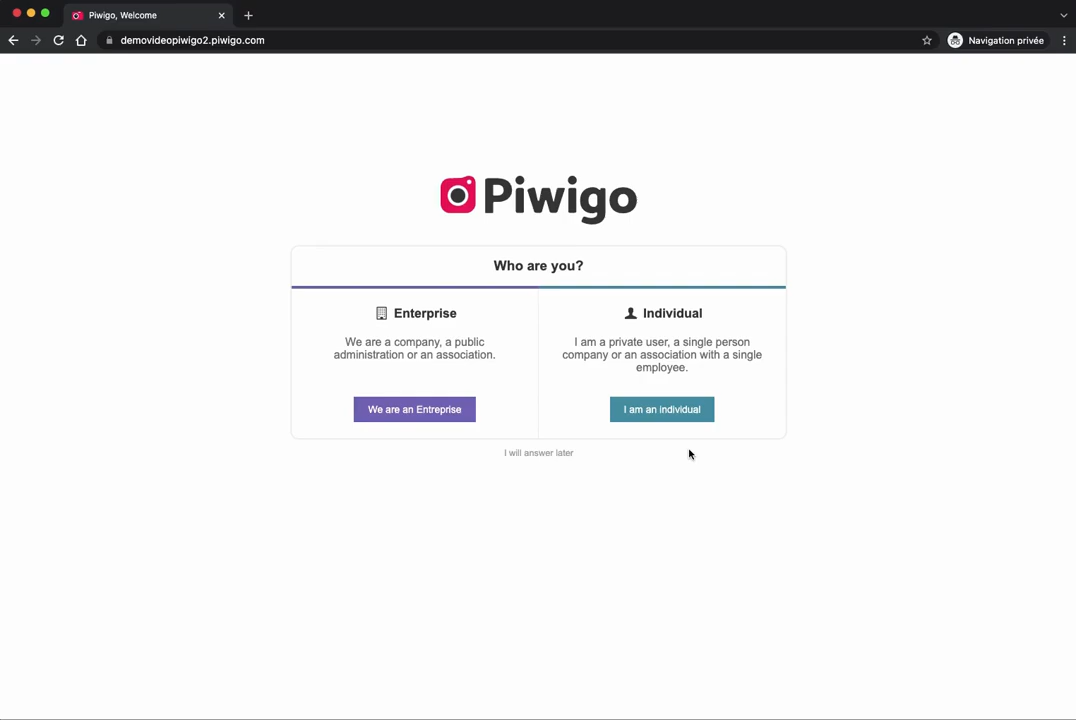 Piwigo, Welcome
demovideopiwigo2.piwigo.com
Navigation privée
Piwigo
Who are you?
Enterprise
We are a company, a public
administration or an association.
We are an Entreprise
Individual
I am a private user, a single person
company or an association with a single
employee.
I am an individual
I will answer later